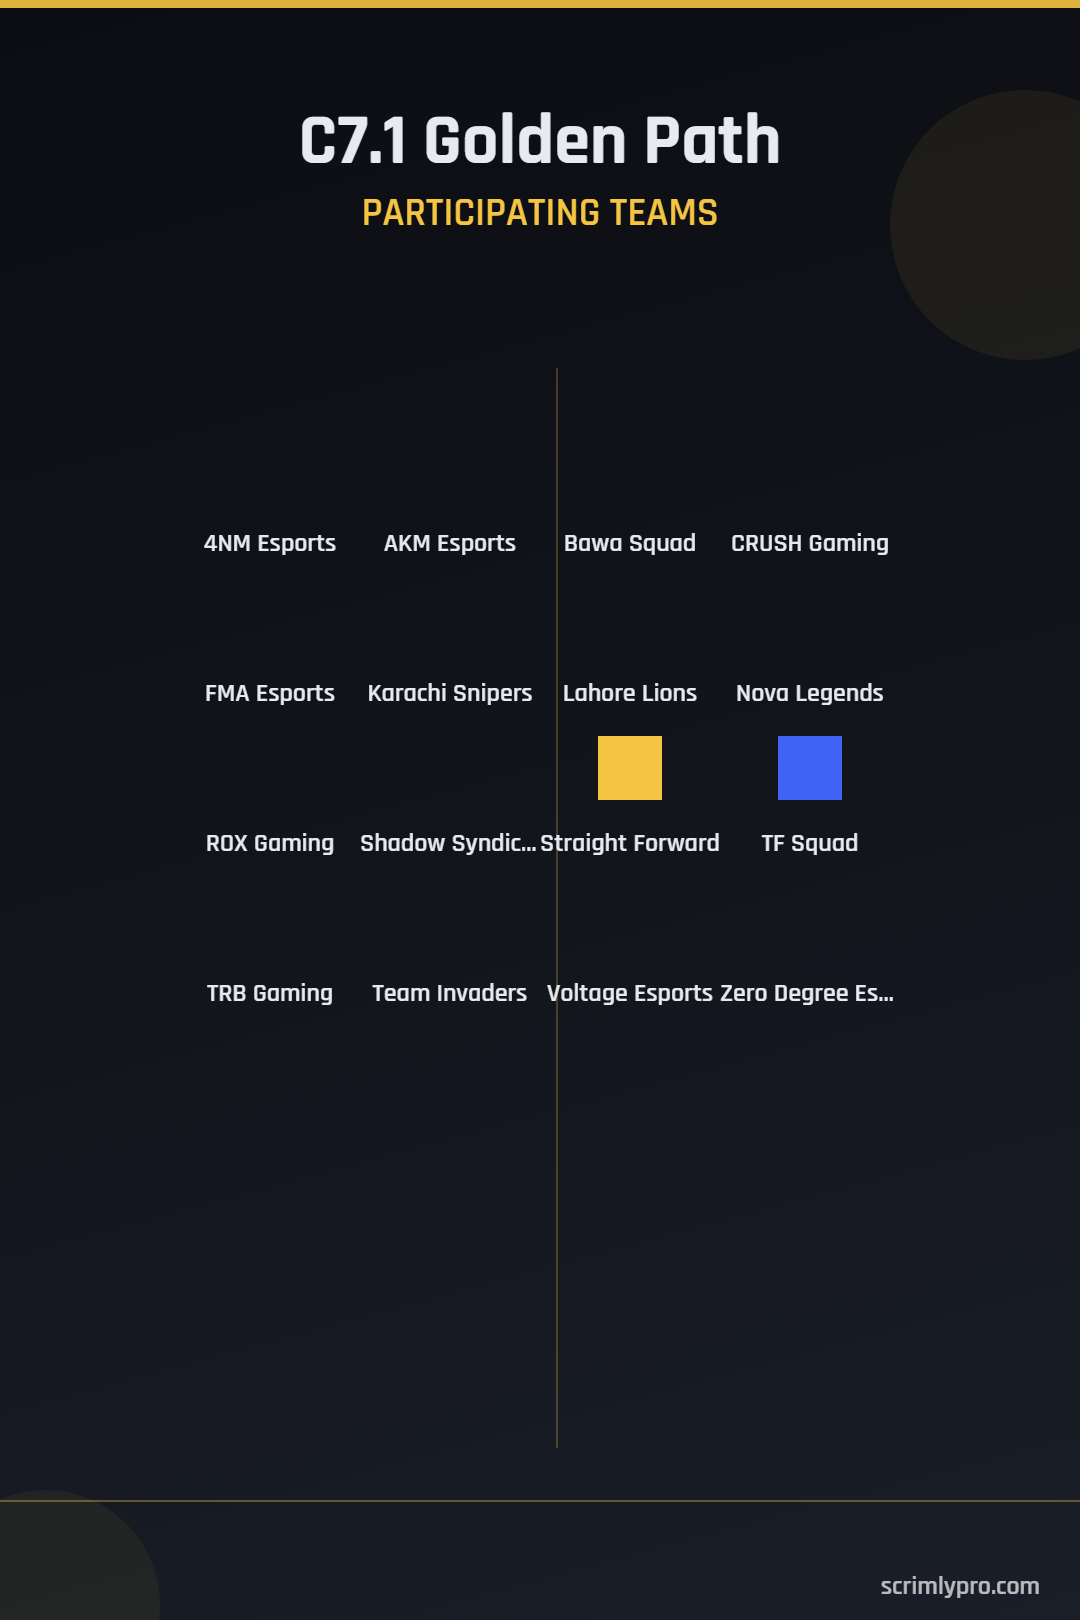 C7.1 Golden Path
PARTICIPATING TEAMS
4NM Esports AKM Esports Bawa Squad CRUSH Gaming
FMA Esports Karachi Snipers Lahore Lions Nova Legends
ROX Gaming Shadow Syndic... Straight Forward TF Squad
TRB Gaming Team Invaders Voltage Esports Zero Degree Es...
scrimlypro.com